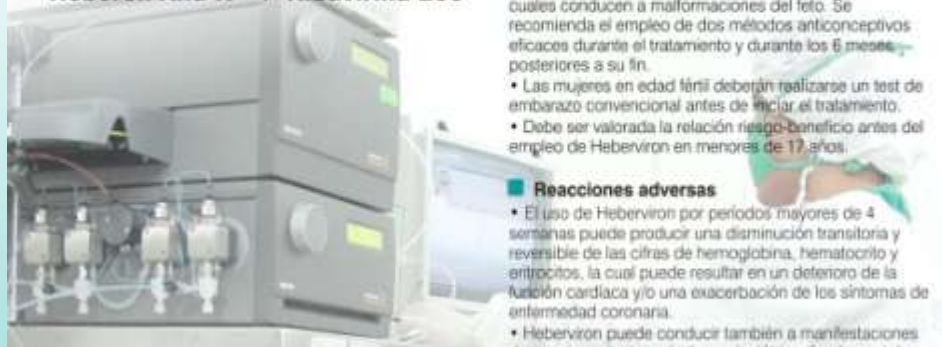 cuales conducen a malformaciones del feto. Se
recomienda el empleo de dos métodos anticonceptivos
eficaces durante el tratamiento y durante los 6 meses
posteriores a su fin.
• Las mujeres en edad fértil deberán realizarse un test de
embarazo convencional antes de iniciar el tratamiento.
• Debe ser valorada la relación riesgo-beneficio antes del
empleo de Heberviron en menores de 17 años.
Reacciones adversas
• El uso de Heberviron por períodos mayores de 4
semanas puede producir una disminución transitoria y
reversible de las cifras de hemoglobina, hematocrito y
eritrocitos, la cual puede resultar en un deterioro de la
función cardíaca y/o una exacerbación de los síntomas de
enfermedad coronaria.
• Heberviron puede conducir también a manifestaciones